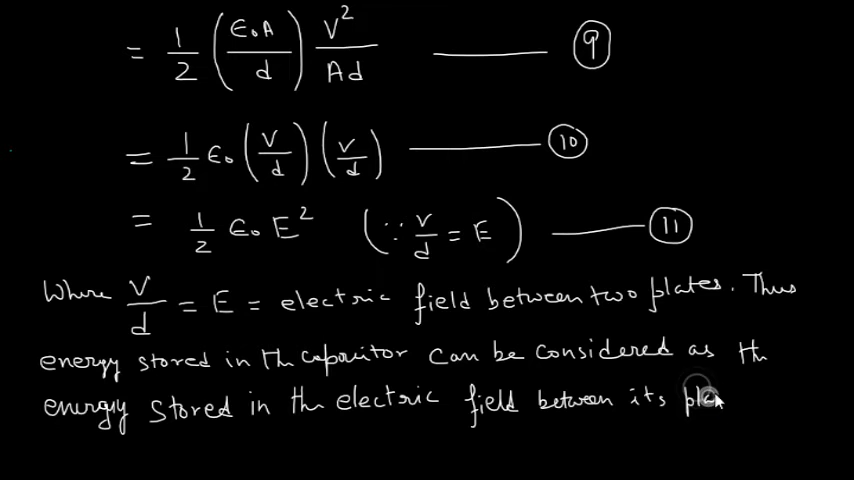 = 1/2 (ϵ₀A/d) V²/Ad —— 9
= 1/2 ϵ₀ (V/d) (V/d) —— 10
= 1/2 ϵ₀ E² (∵ V/d = E) —— 11
Where V/d = E = electric field between two plates. Thus
energy stored in the capacitor can be considered as th
energy stored in the electric field between its pla